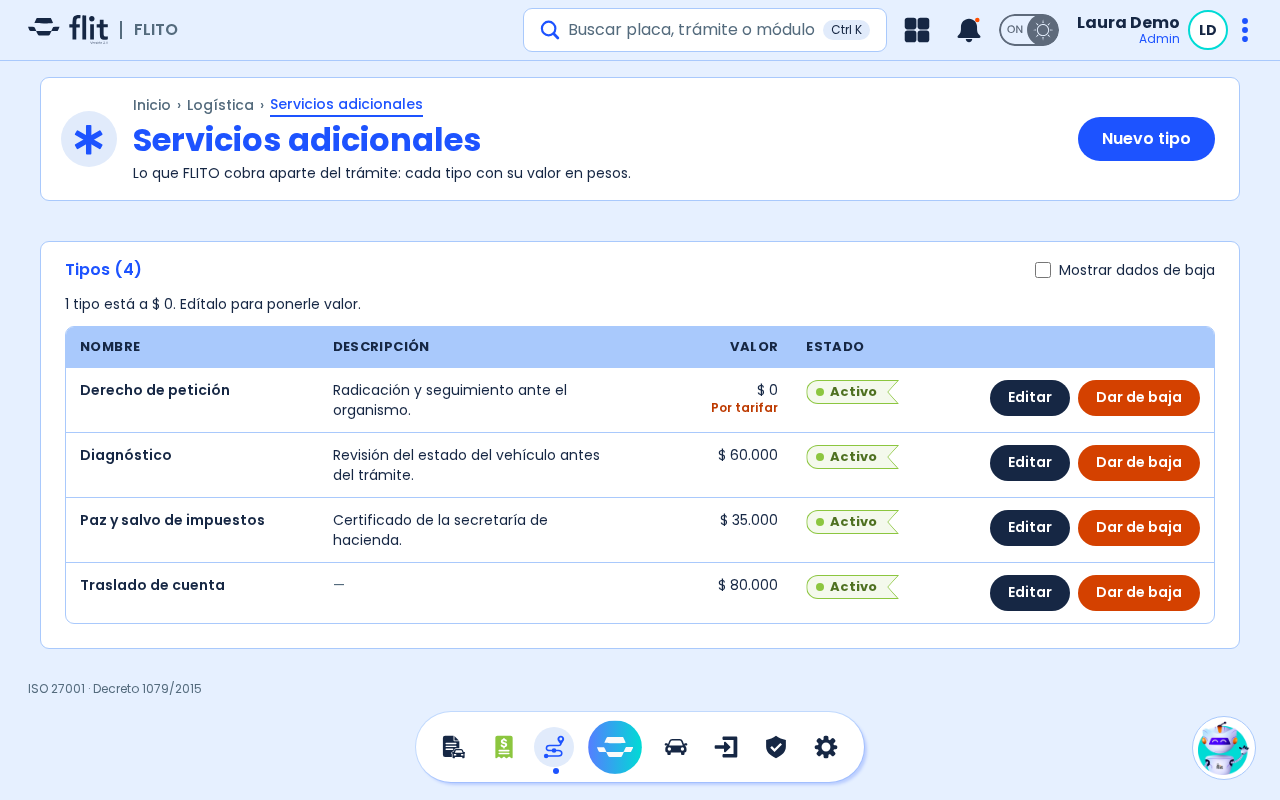 flit | FLITO
Buscar placa, trámite o módulo
Ctrl K
ON
Laura Demo
Admin
LD
Inicio › Logística › Servicios adicionales
Servicios adicionales
Lo que FLITO cobra aparte del trámite: cada tipo con su valor en pesos.
Nuevo tipo
Tipos (4)
Mostrar dados de baja
1 tipo está a $ 0. Edítalo para ponerle valor.
NOMBRE DESCRIPCIÓN VALOR ESTADO
Derecho de petición Radicación y seguimiento ante el organismo. $ 0 Por tarifar Activo Editar Dar de baja
Diagnóstico Revisión del estado del vehículo antes del trámite. $ 60.000 Activo Editar Dar de baja
Paz y salvo de impuestos Certificado de la secretaría de hacienda. $ 35.000 Activo Editar Dar de baja
Traslado de cuenta — $ 80.000 Activo Editar Dar de baja
ISO 27001 · Decreto 1079/2015